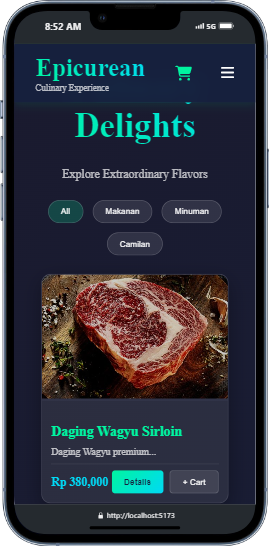 8:52 AM
5G
Epicurean
Culinary Experience
Delights
Explore Extraordinary Flavors
All
Makanan
Minuman
Camilan
Daging Wagyu Sirloin
Daging Wagyu premium...
Rp 380,000
Details
+ Cart
http://localhost:5173